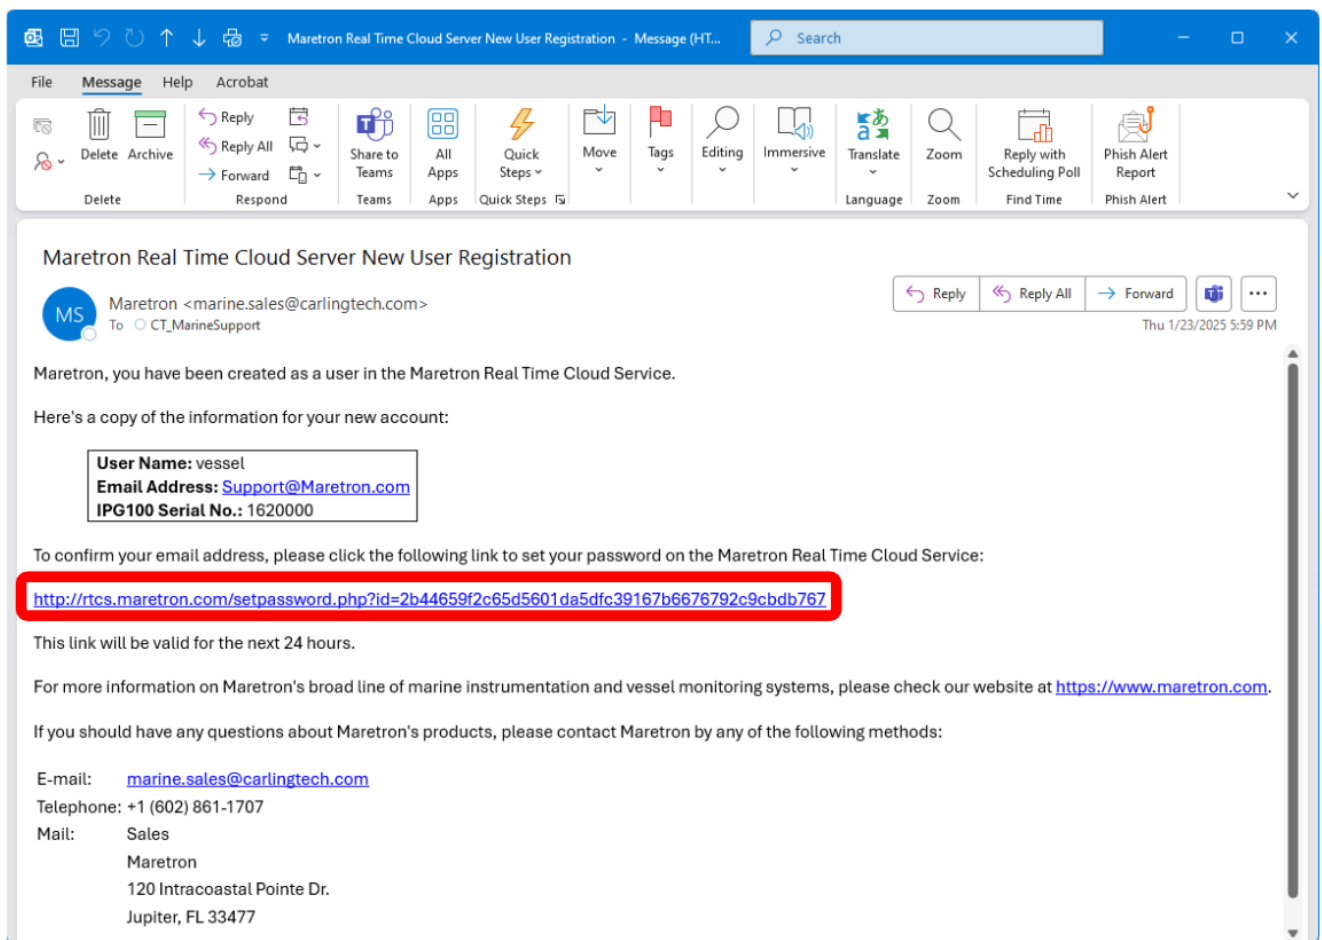 Maretron Real Time Cloud Server New User Registration - Message (HT...
Search
File Message Help Acrobat
Delete
Archive
Delete
Reply
Reply All
Forward
Respond
Share to Teams
Teams
All Apps
Apps
Quick Steps
Quick Steps
Move
Tags
Editing
Immersive
Translate
Language
Zoom
Zoom
Reply with Scheduling Poll
Find Time
Phish Alert Report
Phish Alert
Maretron Real Time Cloud Server New User Registration
MS
Maretron <marine.sales@carlingtech.com>
To CT_MarineSupport
Reply
Reply All
Forward
Thu 1/23/2025 5:59 PM
Maretron, you have been created as a user in the Maretron Real Time Cloud Service.
Here's a copy of the information for your new account:
User Name: vessel
Email Address: Support@Maretron.com
IPG100 Serial No.: 1620000
To confirm your email address, please click the following link to set your password on the Maretron Real Time Cloud Service:
http://rtcs.maretron.com/setpassword.php?id=2b44659f2c65d5601da5dfc39167b6676792c9cbdb767
This link will be valid for the next 24 hours.
For more information on Maretron's broad line of marine instrumentation and vessel monitoring systems, please check our website at https://www.maretron.com.
If you should have any questions about Maretron's products, please contact Maretron by any of the following methods:
E-mail: marine.sales@carlingtech.com
Telephone: +1 (602) 861-1707
Mail: Sales
Maretron
120 Intracoastal Pointe Dr.
Jupiter, FL 33477